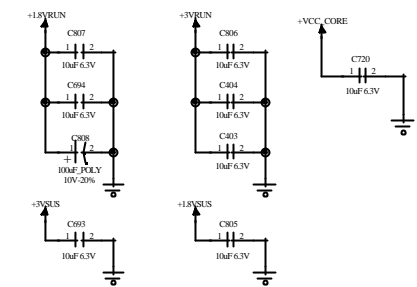 +1.8VRUN
C807
1 2
10uF 6.3V
C694
1 2
10uF 6.3V
C808
1 2
+
100uF_POLY
10V-20%
+3VRUN
C806
1 2
10uF 6.3V
C404
1 2
10uF 6.3V
C403
1 2
10uF 6.3V
+VCC_CORE
C720
1 2
10uF 6.3V
+3VSUS
C693
1 2
10uF 6.3V
+1.8VSUS
C805
1 2
10uF 6.3V